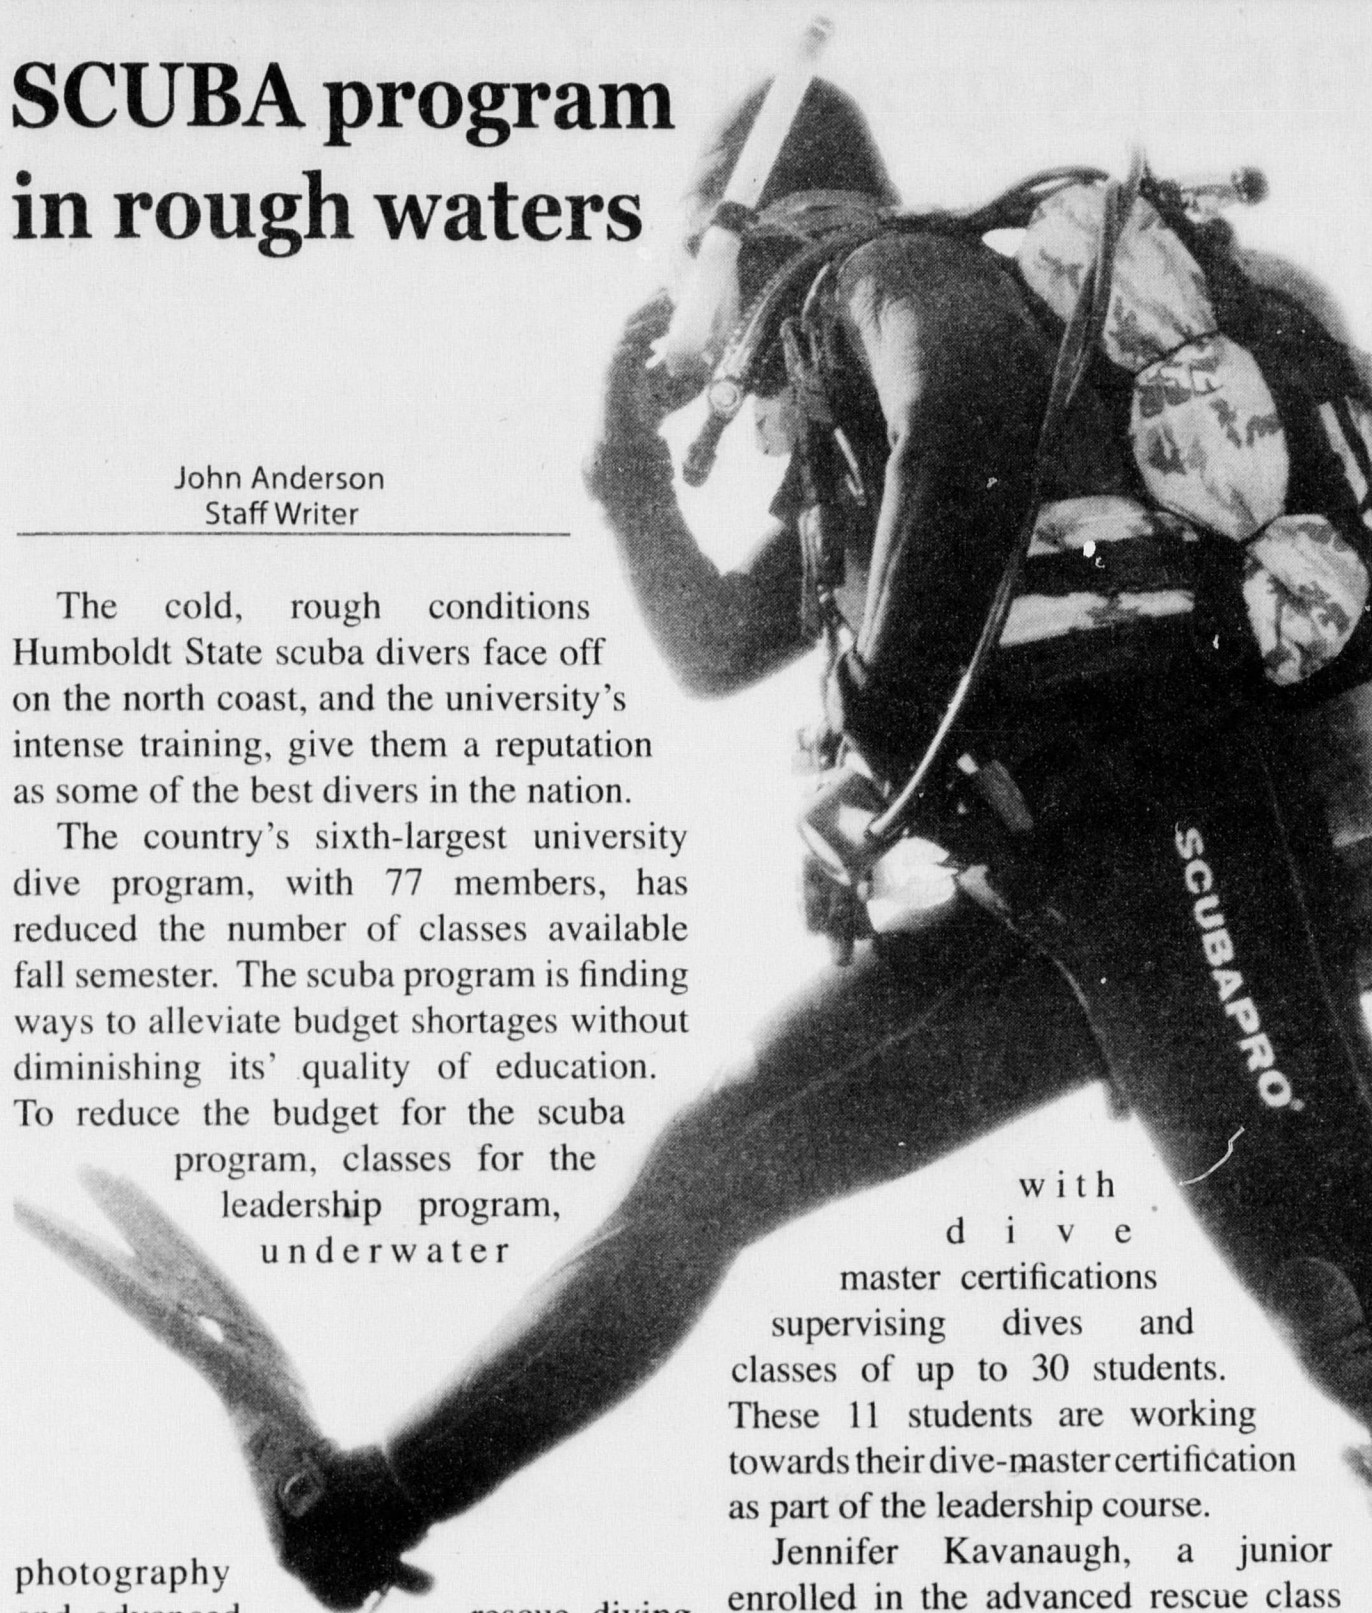 SCUBA program
in rough waters
John Anderson
Staff Writer
The cold, rough conditions
Humboldt State scuba divers face off
on the north coast, and the university's
intense training, give them a reputation
as some of the best divers in the nation.
The country's sixth-largest university
dive program, with 77 members, has
reduced the number of classes available
fall semester. The scuba program is finding
ways to alleviate budget shortages without
diminishing its' quality of education.
To reduce the budget for the scuba
program, classes for the
leadership program,
underwater
photography
and advanced
rescue diving
with
dive
master certifications
supervising dives and
classes of up to 30 students.
These 11 students are working
towards their dive-master certification
as part of the leadership course.
Jennifer Kavanaugh, a junior
enrolled in the advanced rescue class
SCUBAPRO